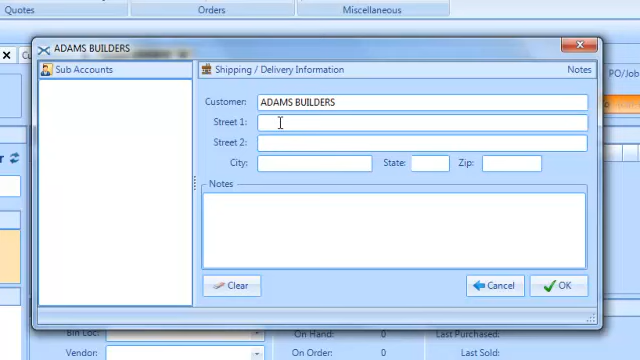 Quotes
Orders
Miscellaneous
ADAMS BUILDERS
PO/Job
Sub Accounts
Shipping / Delivery Information
Notes
Customer: ADAMS BUILDERS
Street 1:
Street 2:
City:
State:
Zip:
Notes
Clear
Cancel
OK
Bin Loc:
On Hand: 0
Last Purchased:
Vendor:
On Order: 0
Last Sold: